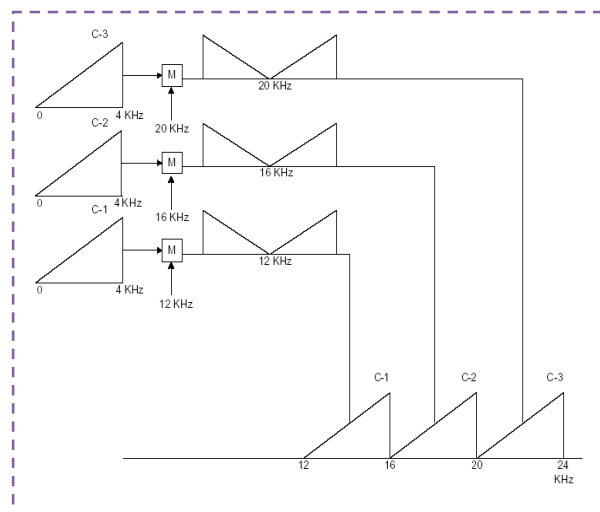 C-3
M
0
4 KHz
20 KHz
20 KHz
C-2
M
0
4 KHz
16 KHz
16 KHz
C-1
M
0
4 KHz
12 KHz
12 KHz
C-1
C-2
C-3
12
16
20
24
KHz